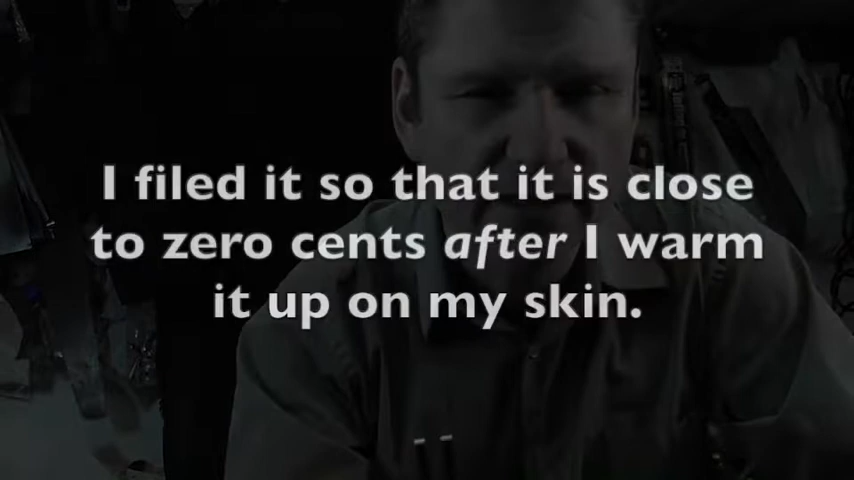 I filed it so that it is close
to zero cents after I warm
it up on my skin.